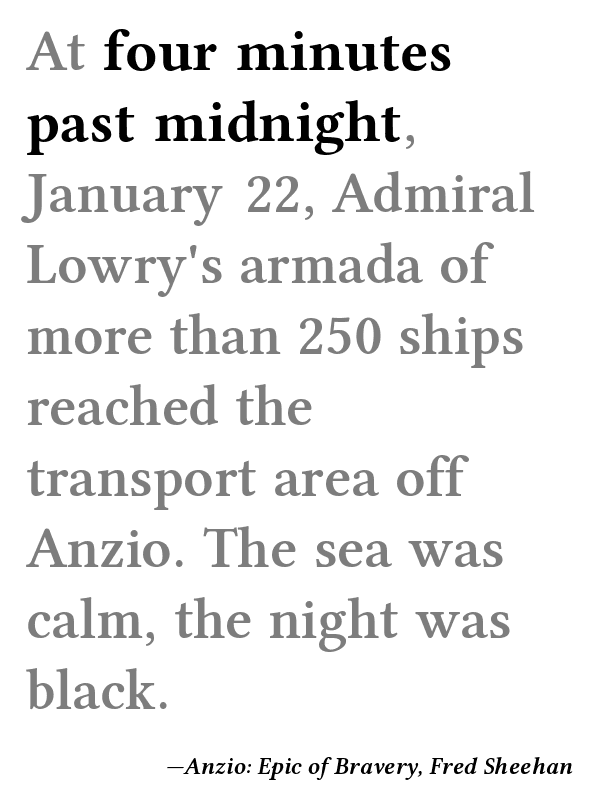 At four minutes
past midnight,
January 22, Admiral
Lowry's armada of
more than 250 ships
reached the
transport area off
Anzio. The sea was
calm, the night was
black.
—Anzio: Epic of Bravery, Fred Sheehan